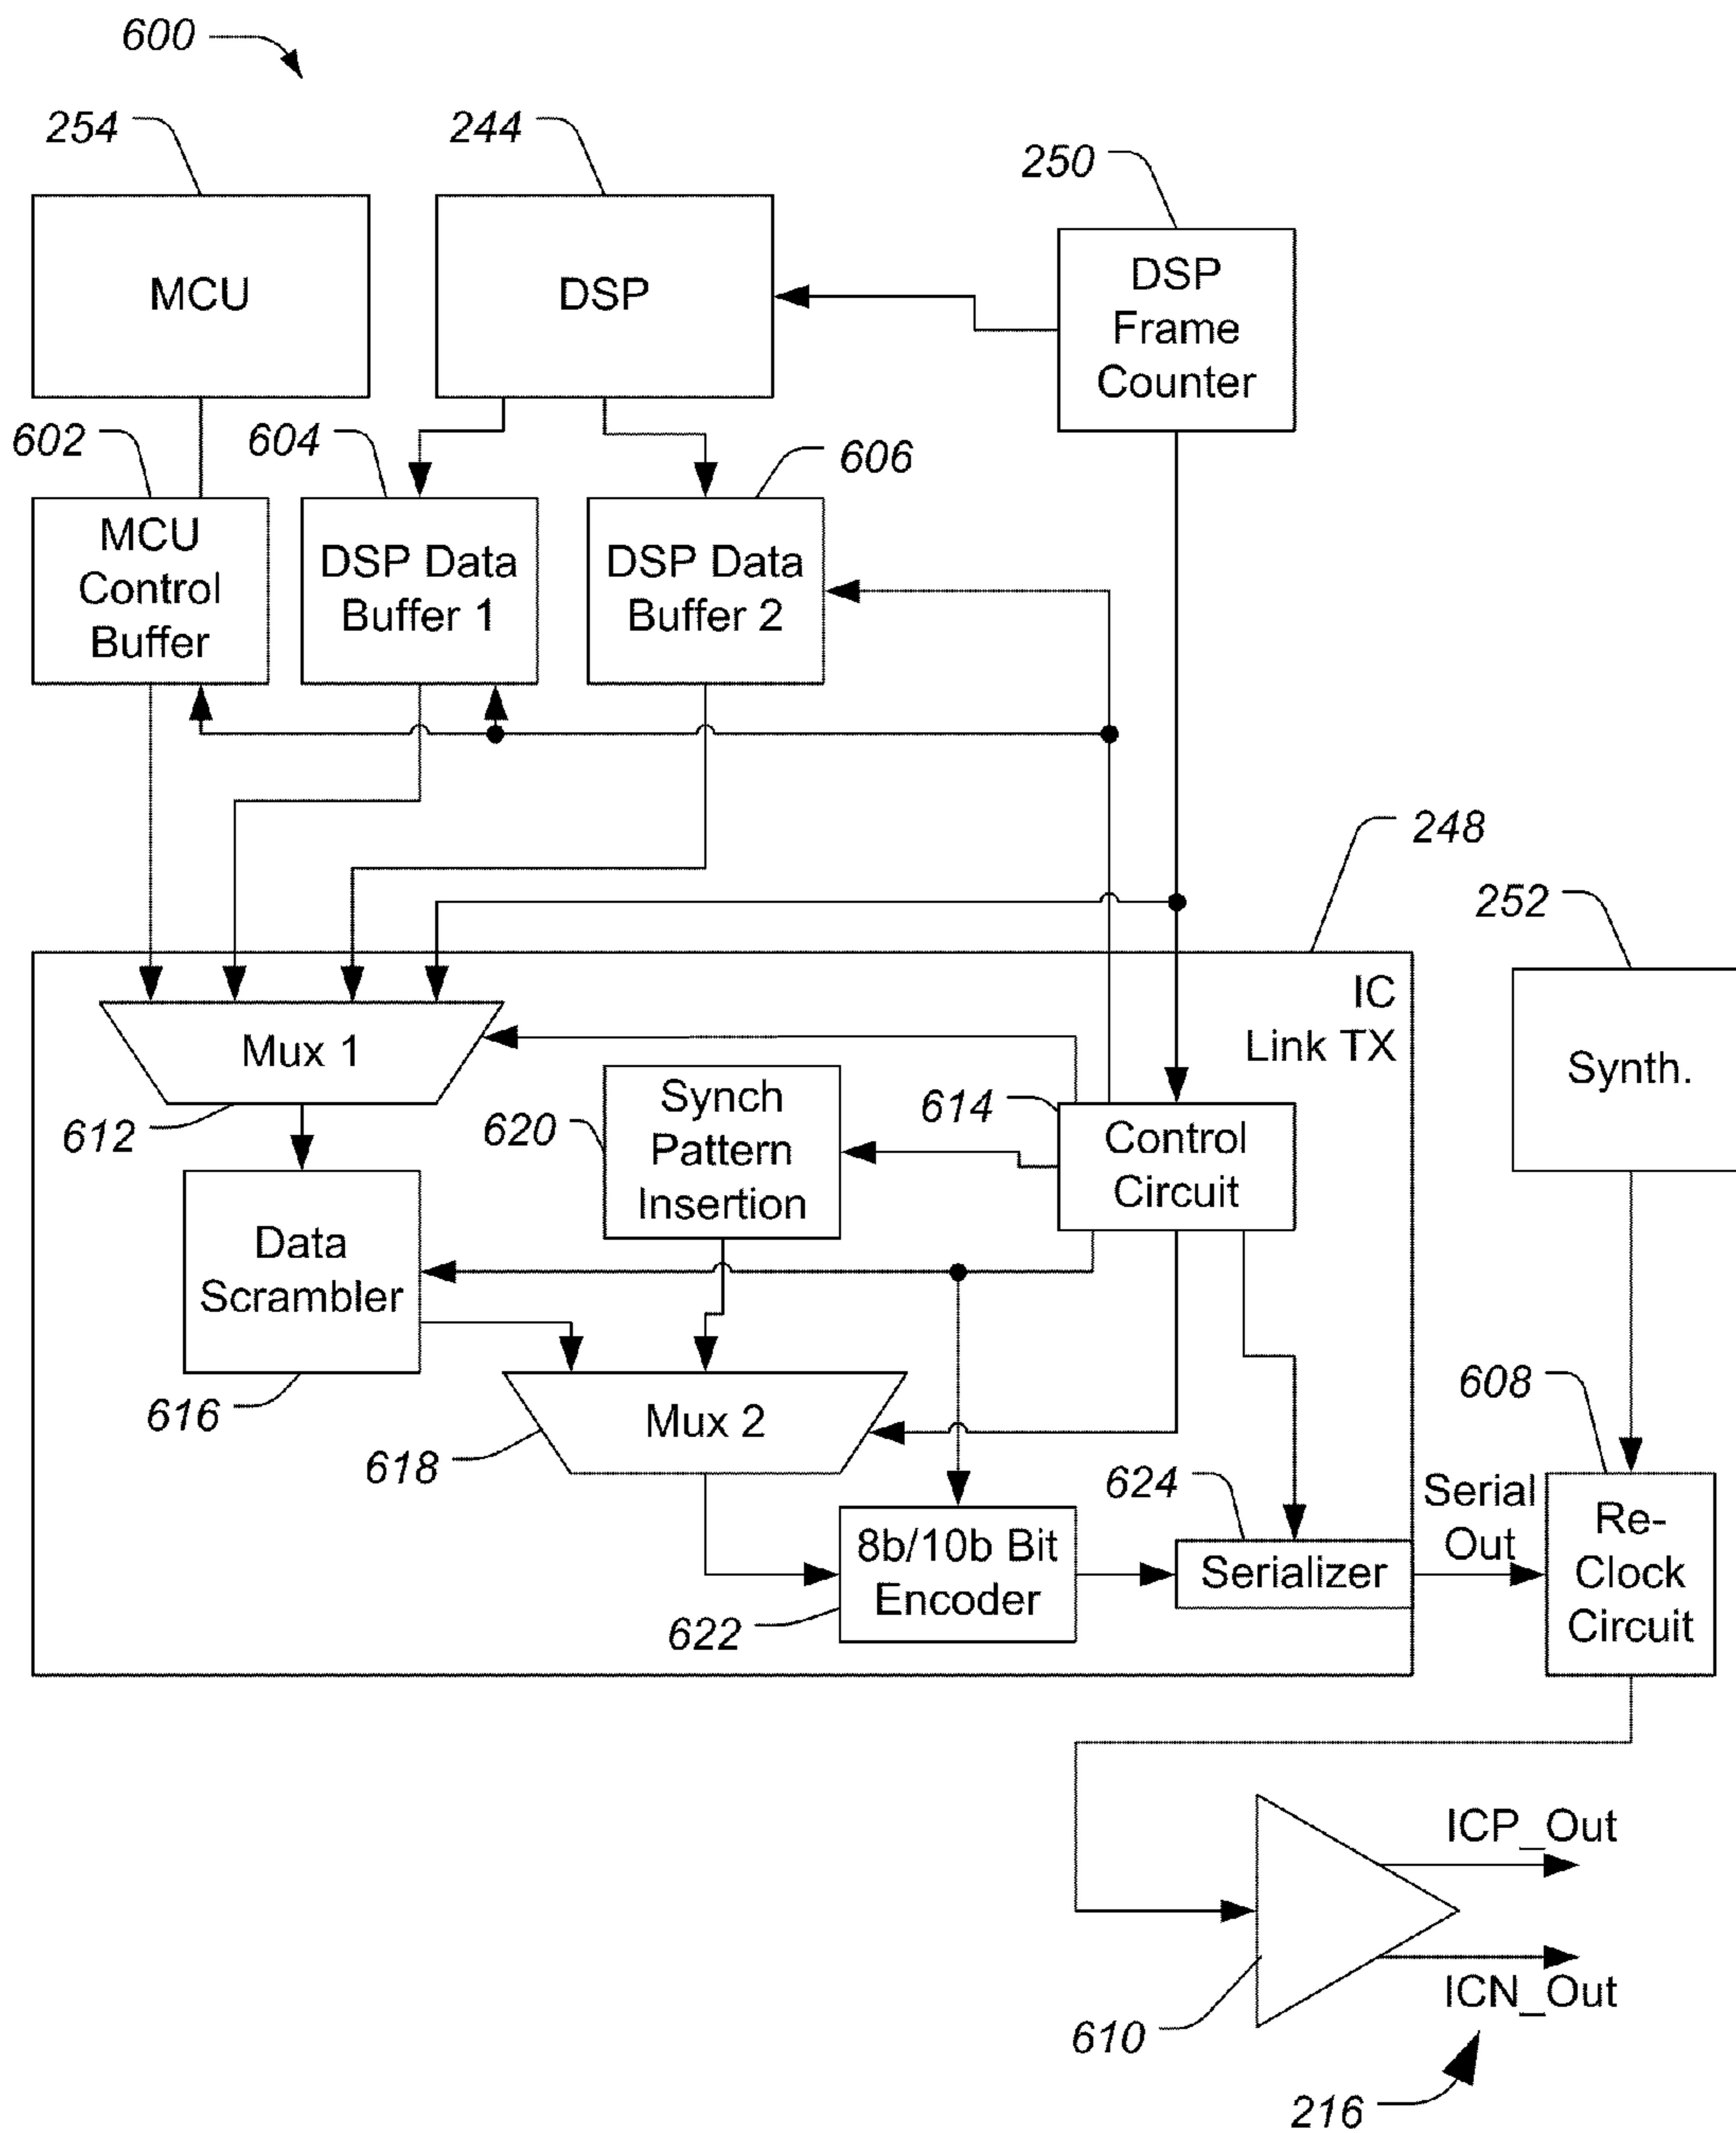 600
254
244
250
MCU
DSP
DSP
Frame
Counter
602
604
606
MCU
Control
Buffer
DSP Data
Buffer 1
DSP Data
Buffer 2
248
252
IC
Link TX
Mux 1
Synth.
612
620
Synch
Pattern
Insertion
614
Control
Circuit
Data
Scrambler
616
Mux 2
618
608
624
Serial
Out
Re-
Clock
Circuit
8b/10b Bit
Encoder
Serializer
622
ICP_Out
ICN_Out
610
216